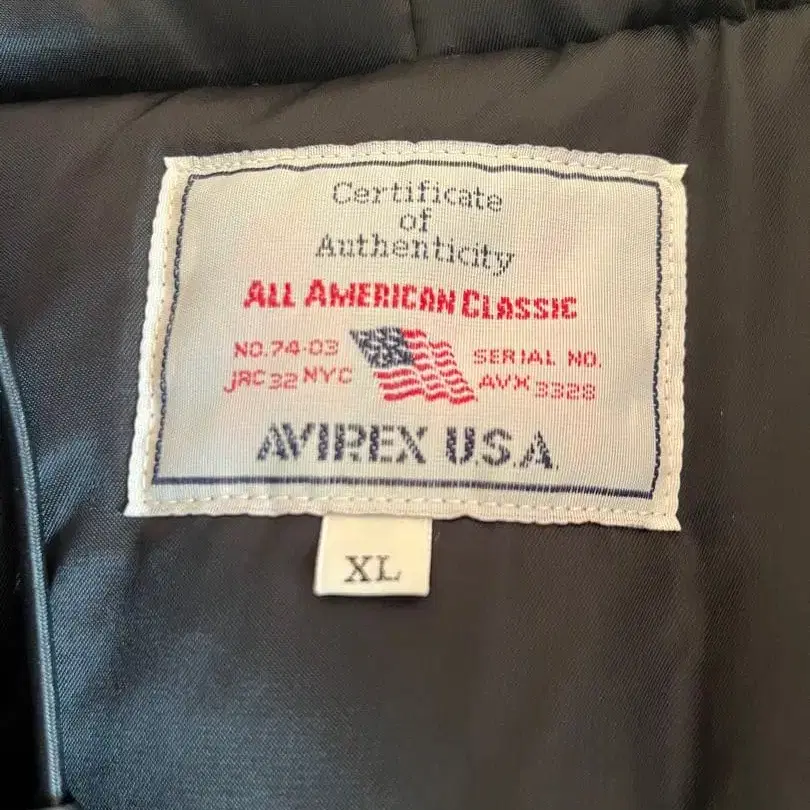 Certificate
of
Authenticity
ALL AMERICAN CLASSIC
NO.74-03
JRC 32 NYC
SERIAL NO.
AVX 3328
AVIREX U.S.A.
XL